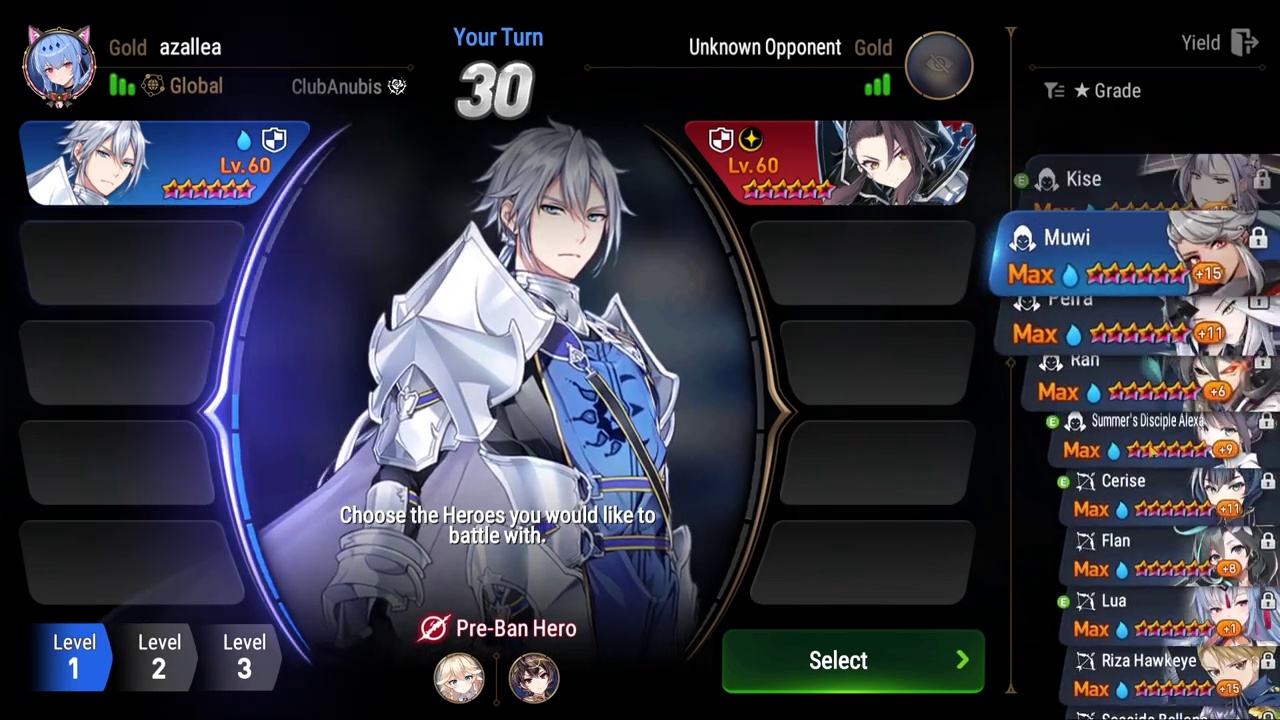 Gold azallea
Global
ClubAnubis
Your Turn
30
Unknown Opponent Gold
Yield
Grade
Lv.60
Lv.60
Kise
Max
Muwi
Max +15
Peira
Max +11
Ran
Max +6
E Summer's Disciple Alexa
Max +9
E Cerise
Max +11
Flan
Max +8
E Lua
Max +1
Riza Hawkeye
Max +15
Choose the Heroes you would like to
battle with.
Pre-Ban Hero
Level
1
Level
2
Level
3
Select